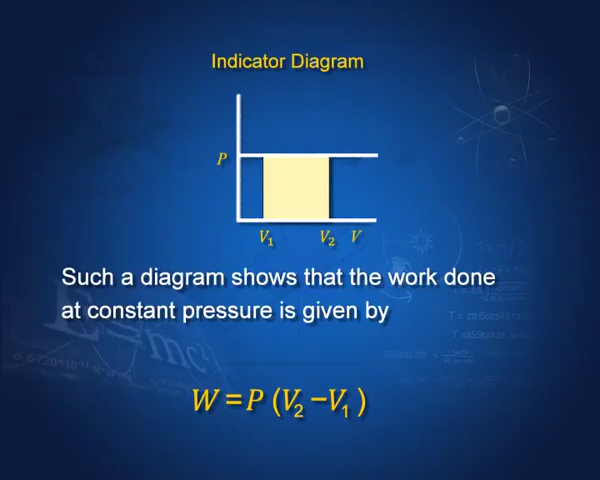 Indicator Diagram
P
V₁ V₂ V
Such a diagram shows that the work done
at constant pressure is given by
W = P (V₂ − V₁)